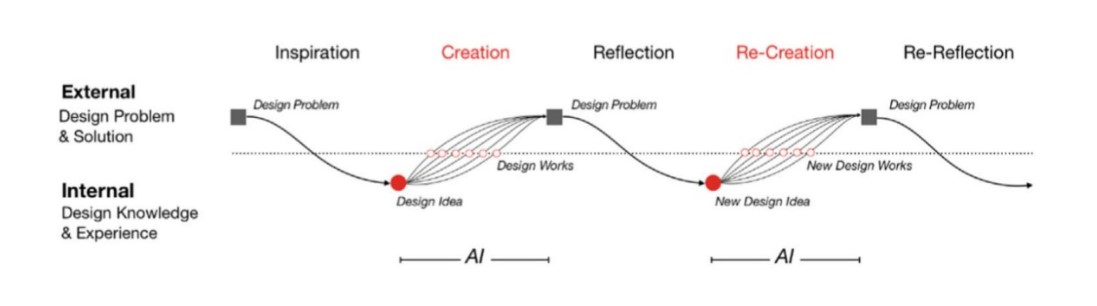 Inspiration
Creation
Reflection
Re-Creation
Re-Reflection
External
Design Problem
& Solution
Design Problem
Design Problem
Design Problem
Design Works
New Design Works
Internal
Design Knowledge
& Experience
Design Idea
New Design Idea
AI
AI